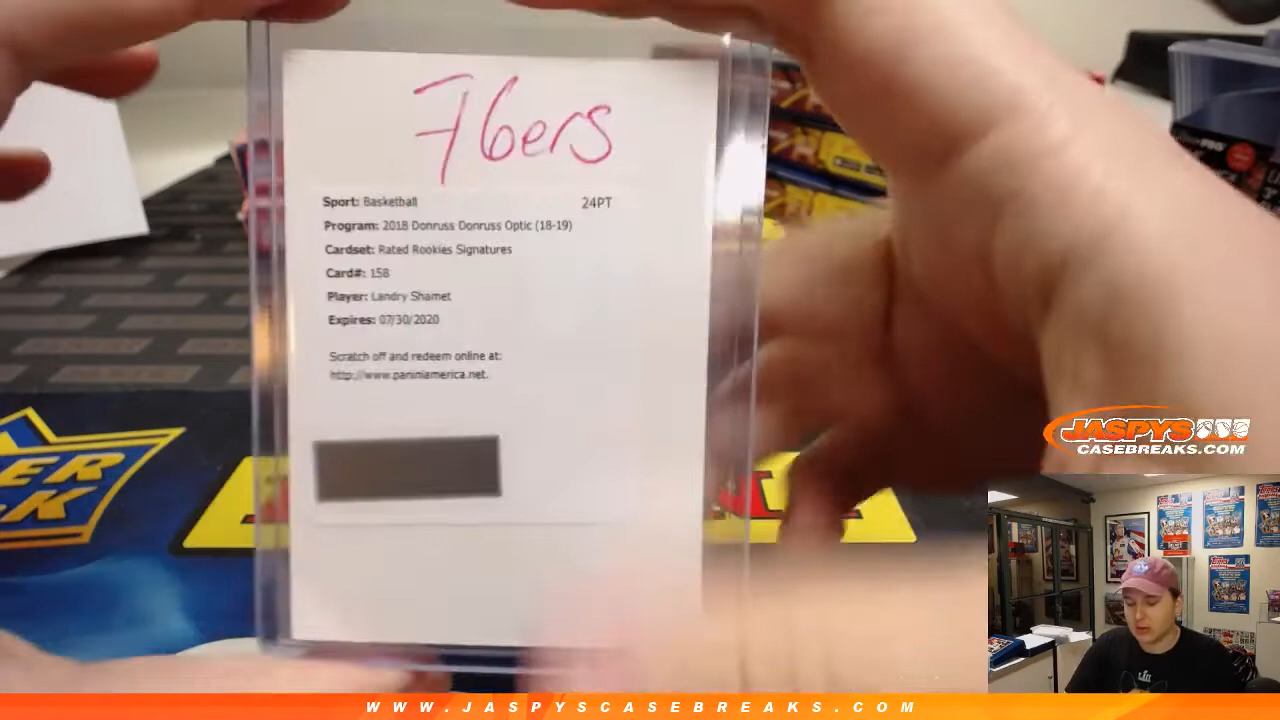 76ers
Sport: Basketball 24PT
Program: 2018 Donruss Donruss Optic (18-19)
Cardset: Rated Rookies Signatures
Card#: 158
Player: Landry Shamet
Expires: 07/30/2020
Scratch off and redeem online at:
http://www.paniniamerica.net.
JASPYS
CASEBREAKS.COM
WWW.JASPYSCASEBREAKS.COM